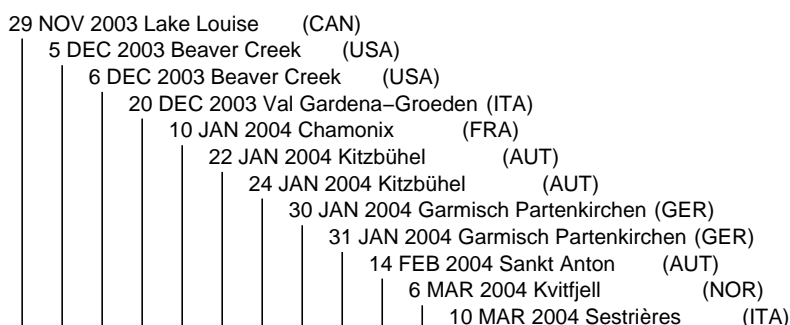 29 NOV 2003 Lake Louise (CAN)
5 DEC 2003 Beaver Creek (USA)
6 DEC 2003 Beaver Creek (USA)
20 DEC 2003 Val Gardena−Groeden (ITA)
10 JAN 2004 Chamonix (FRA)
22 JAN 2004 Kitzbühel (AUT)
24 JAN 2004 Kitzbühel (AUT)
30 JAN 2004 Garmisch Partenkirchen (GER)
31 JAN 2004 Garmisch Partenkirchen (GER)
14 FEB 2004 Sankt Anton (AUT)
6 MAR 2004 Kvitfjell (NOR)
10 MAR 2004 Sestrières (ITA)